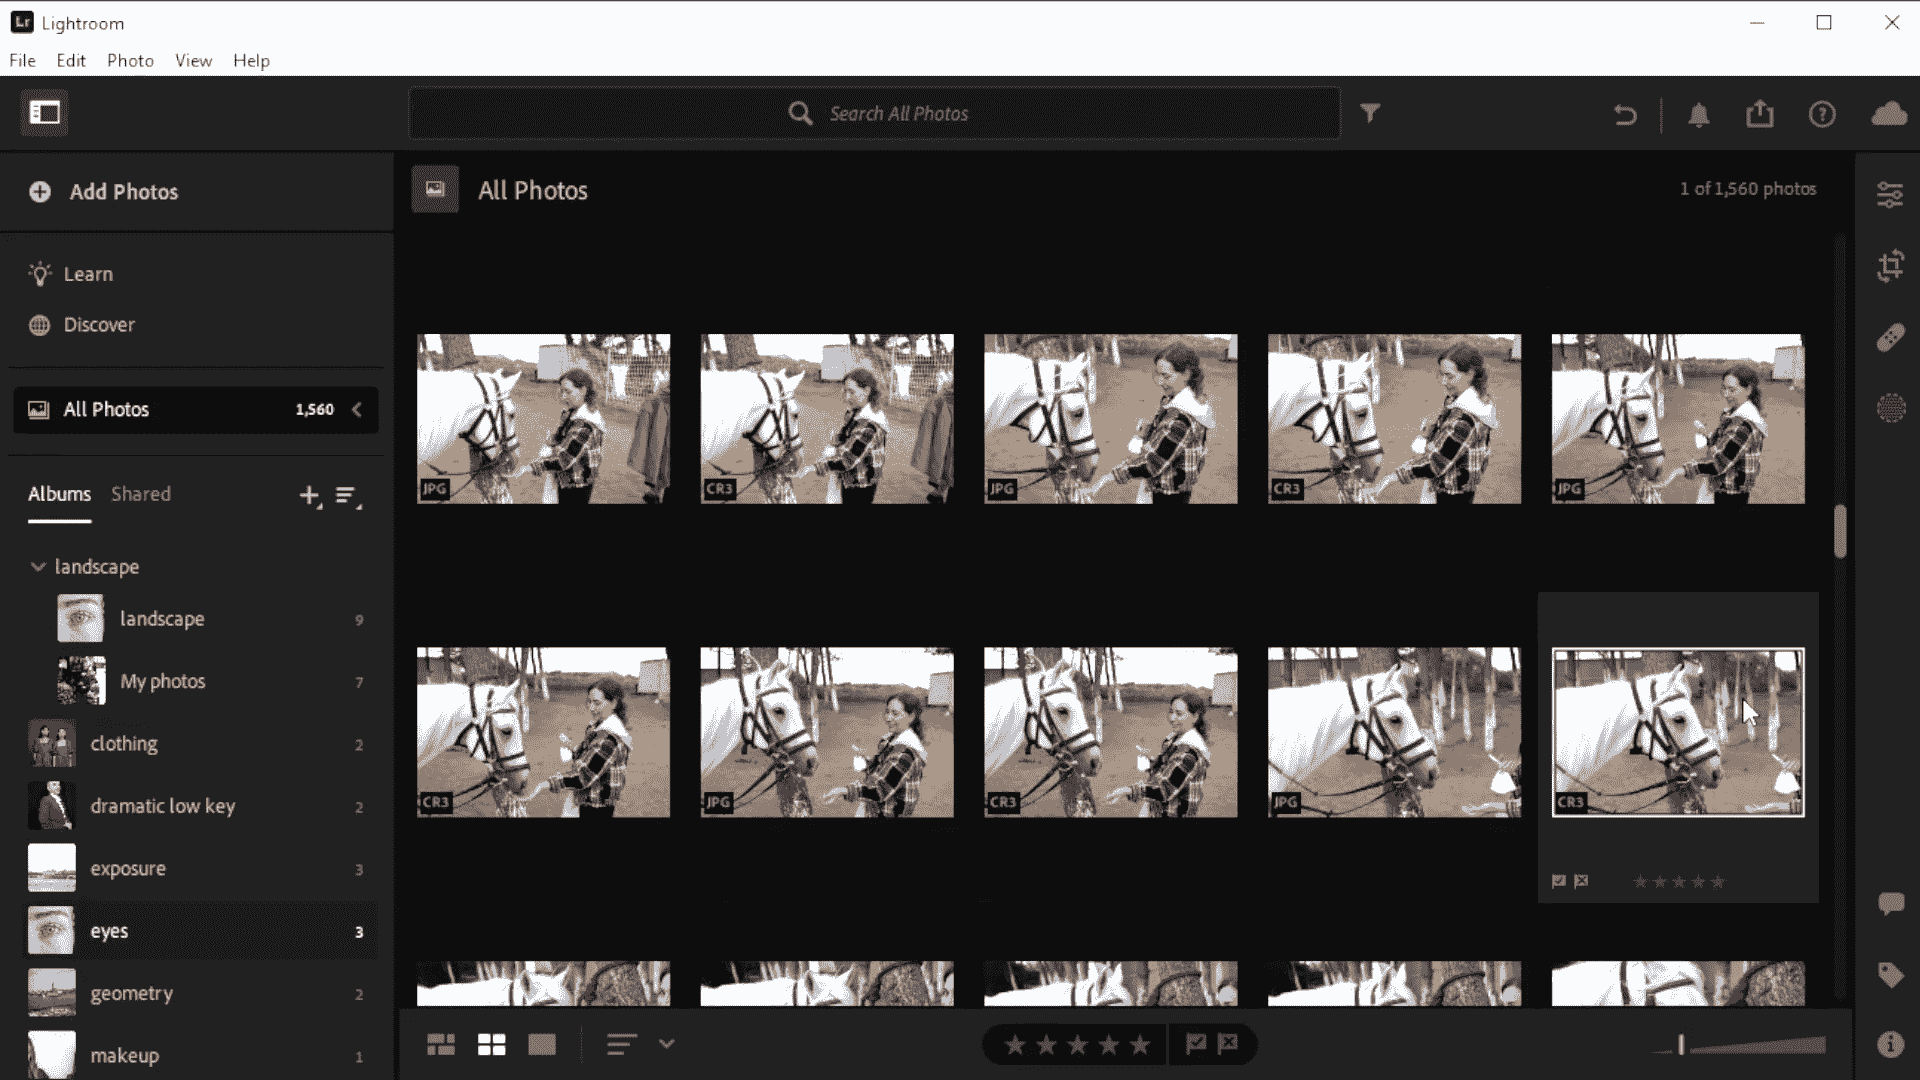 Lr Lightroom
File Edit Photo View Help
Search All Photos
Add Photos
All Photos
1 of 1,560 photos
Learn
Discover
All Photos 1,560
Albums Shared
landscape
landscape 9
My photos 7
clothing 2
dramatic low key 2
exposure 3
eyes 3
geometry 2
makeup 1
JPG CR3 JPG CR3 JPG
CR3 JPG CR3 JPG CR3